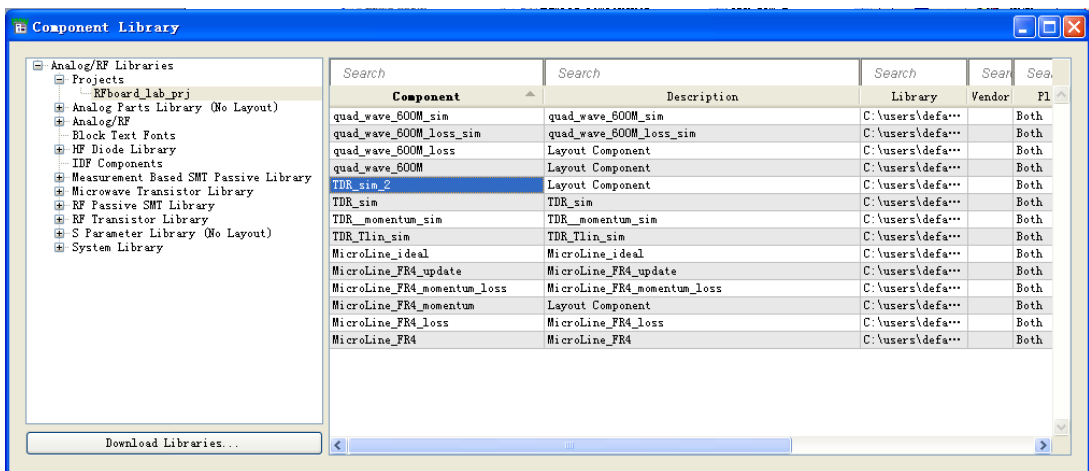 Component Library
Analog/RF Libraries
Projects
RFboard_lab_prj
Analog Parts Library (No Layout)
Analog/RF
Block Text Fonts
HF Diode Library
IDF Components
Measurement Based SMT Passive Library
Microwave Transistor Library
RF Passive SMT Library
RF Transistor Library
S Parameter Library (No Layout)
System Library
Download Libraries...
Search Search Search Sear Sea
Component Description Library Vendor Pl
quad_wave_600M_sim quad_wave_600M_sim C:\users\defa··· Both
quad_wave_600M_loss_sim quad_wave_600M_loss_sim C:\users\defa··· Both
quad_wave_600M_loss Layout Component C:\users\defa··· Both
quad_wave_600M Layout Component C:\users\defa··· Both
TDR_sim_2 Layout Component C:\users\defa··· Both
TDR_sim TDR_sim C:\users\defa··· Both
TDR__momentum_sim TDR__momentum_sim C:\users\defa··· Both
TDR_Tlin_sim TDR_Tlin_sim C:\users\defa··· Both
MicroLine_ideal MicroLine_ideal C:\users\defa··· Both
MicroLine_FR4_update MicroLine_FR4_update C:\users\defa··· Both
MicroLine_FR4_momentum_loss MicroLine_FR4_momentum_loss C:\users\defa··· Both
MicroLine_FR4_momentum Layout Component C:\users\defa··· Both
MicroLine_FR4_loss MicroLine_FR4_loss C:\users\defa··· Both
MicroLine_FR4 MicroLine_FR4 C:\users\defa··· Both